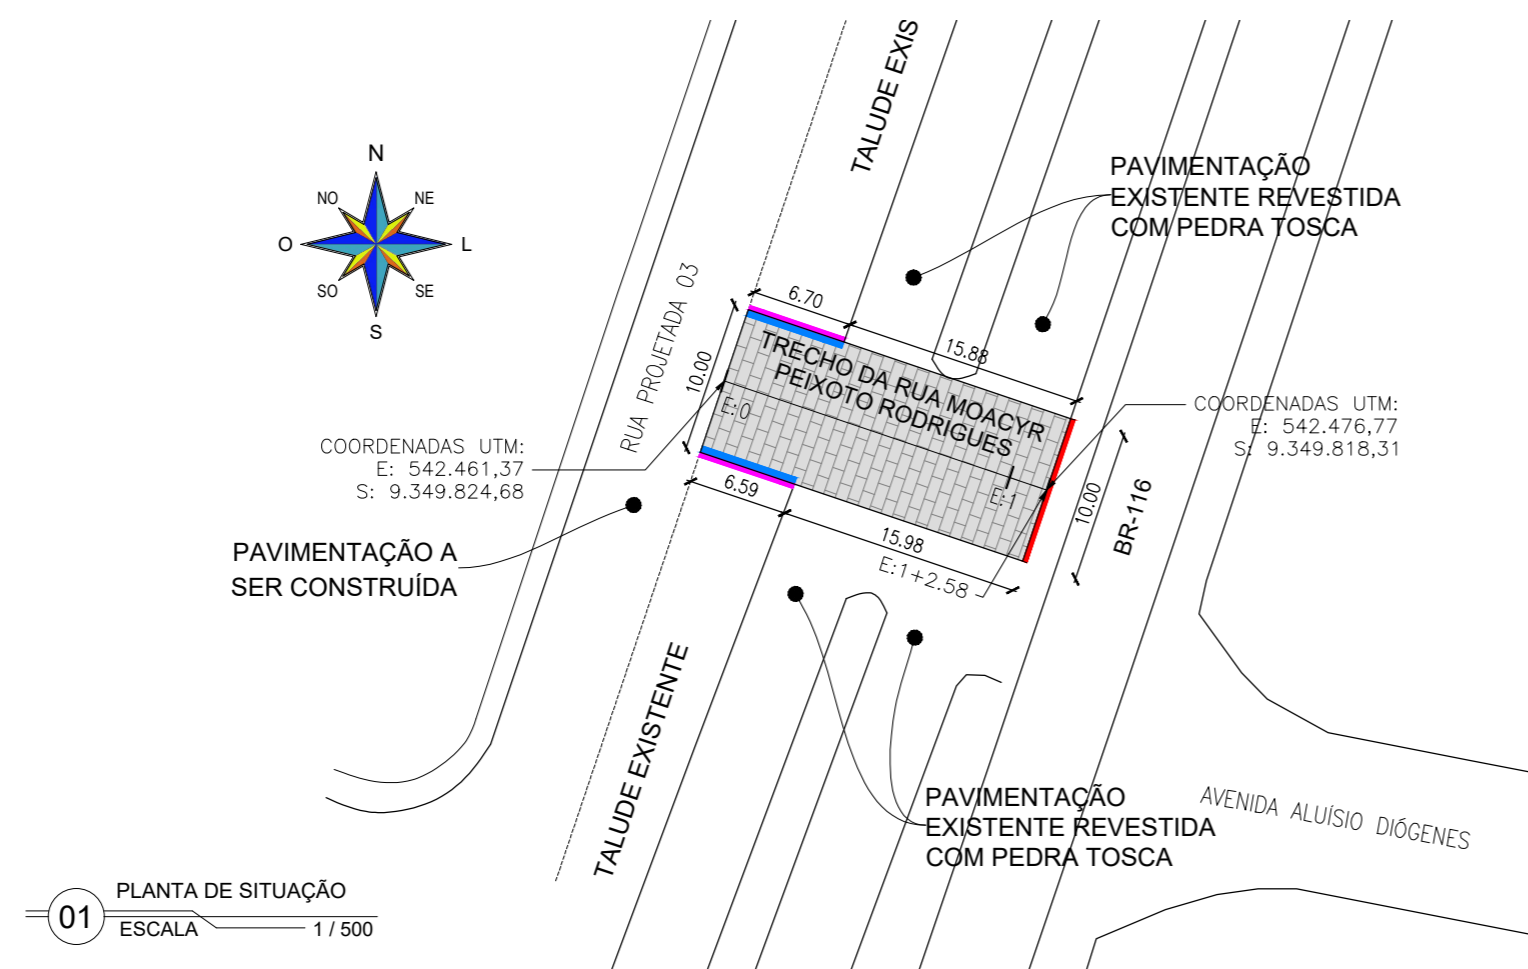 TALUDE EXIS
N
NO
NE
O
L
SO
SE
S
PAVIMENTAÇÃO
EXISTENTE REVESTIDA
COM PEDRA TOSCA
RUA PROJETADA 03
6.70
15.88
10.00
TRECHO DA RUA MOACYR
PEIXOTO RODRIGUES
E:0
E:1
COORDENADAS UTM:
E: 542.476,77
S: 9.349.818,31
COORDENADAS UTM:
E: 542.461,37
S: 9.349.824,68
6.59
15.98
E:1+2.58
10.00
BR-116
PAVIMENTAÇÃO A
SER CONSTRUÍDA
TALUDE EXISTENTE
PAVIMENTAÇÃO
EXISTENTE REVESTIDA
COM PEDRA TOSCA
AVENIDA ALUÍSIO DIÓGENES
01
PLANTA DE SITUAÇÃO
ESCALA
1 / 500